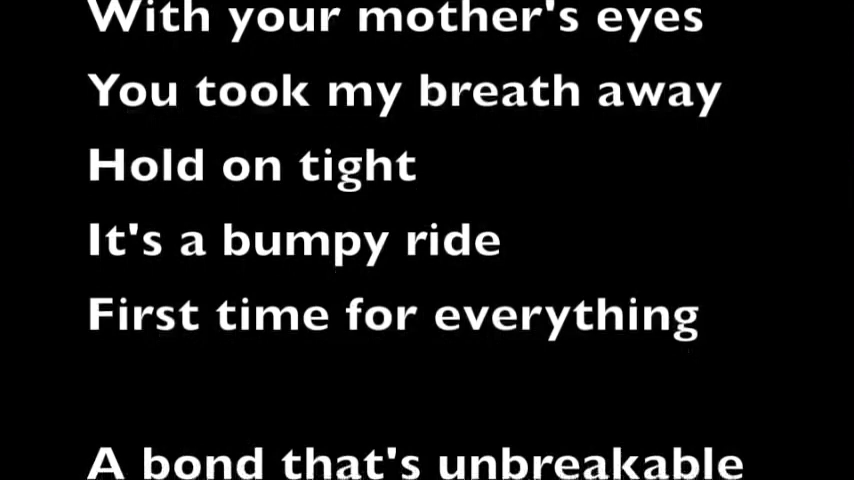 With your mother's eyes
You took my breath away
Hold on tight
It's a bumpy ride
First time for everything
A bond that's unbreakable